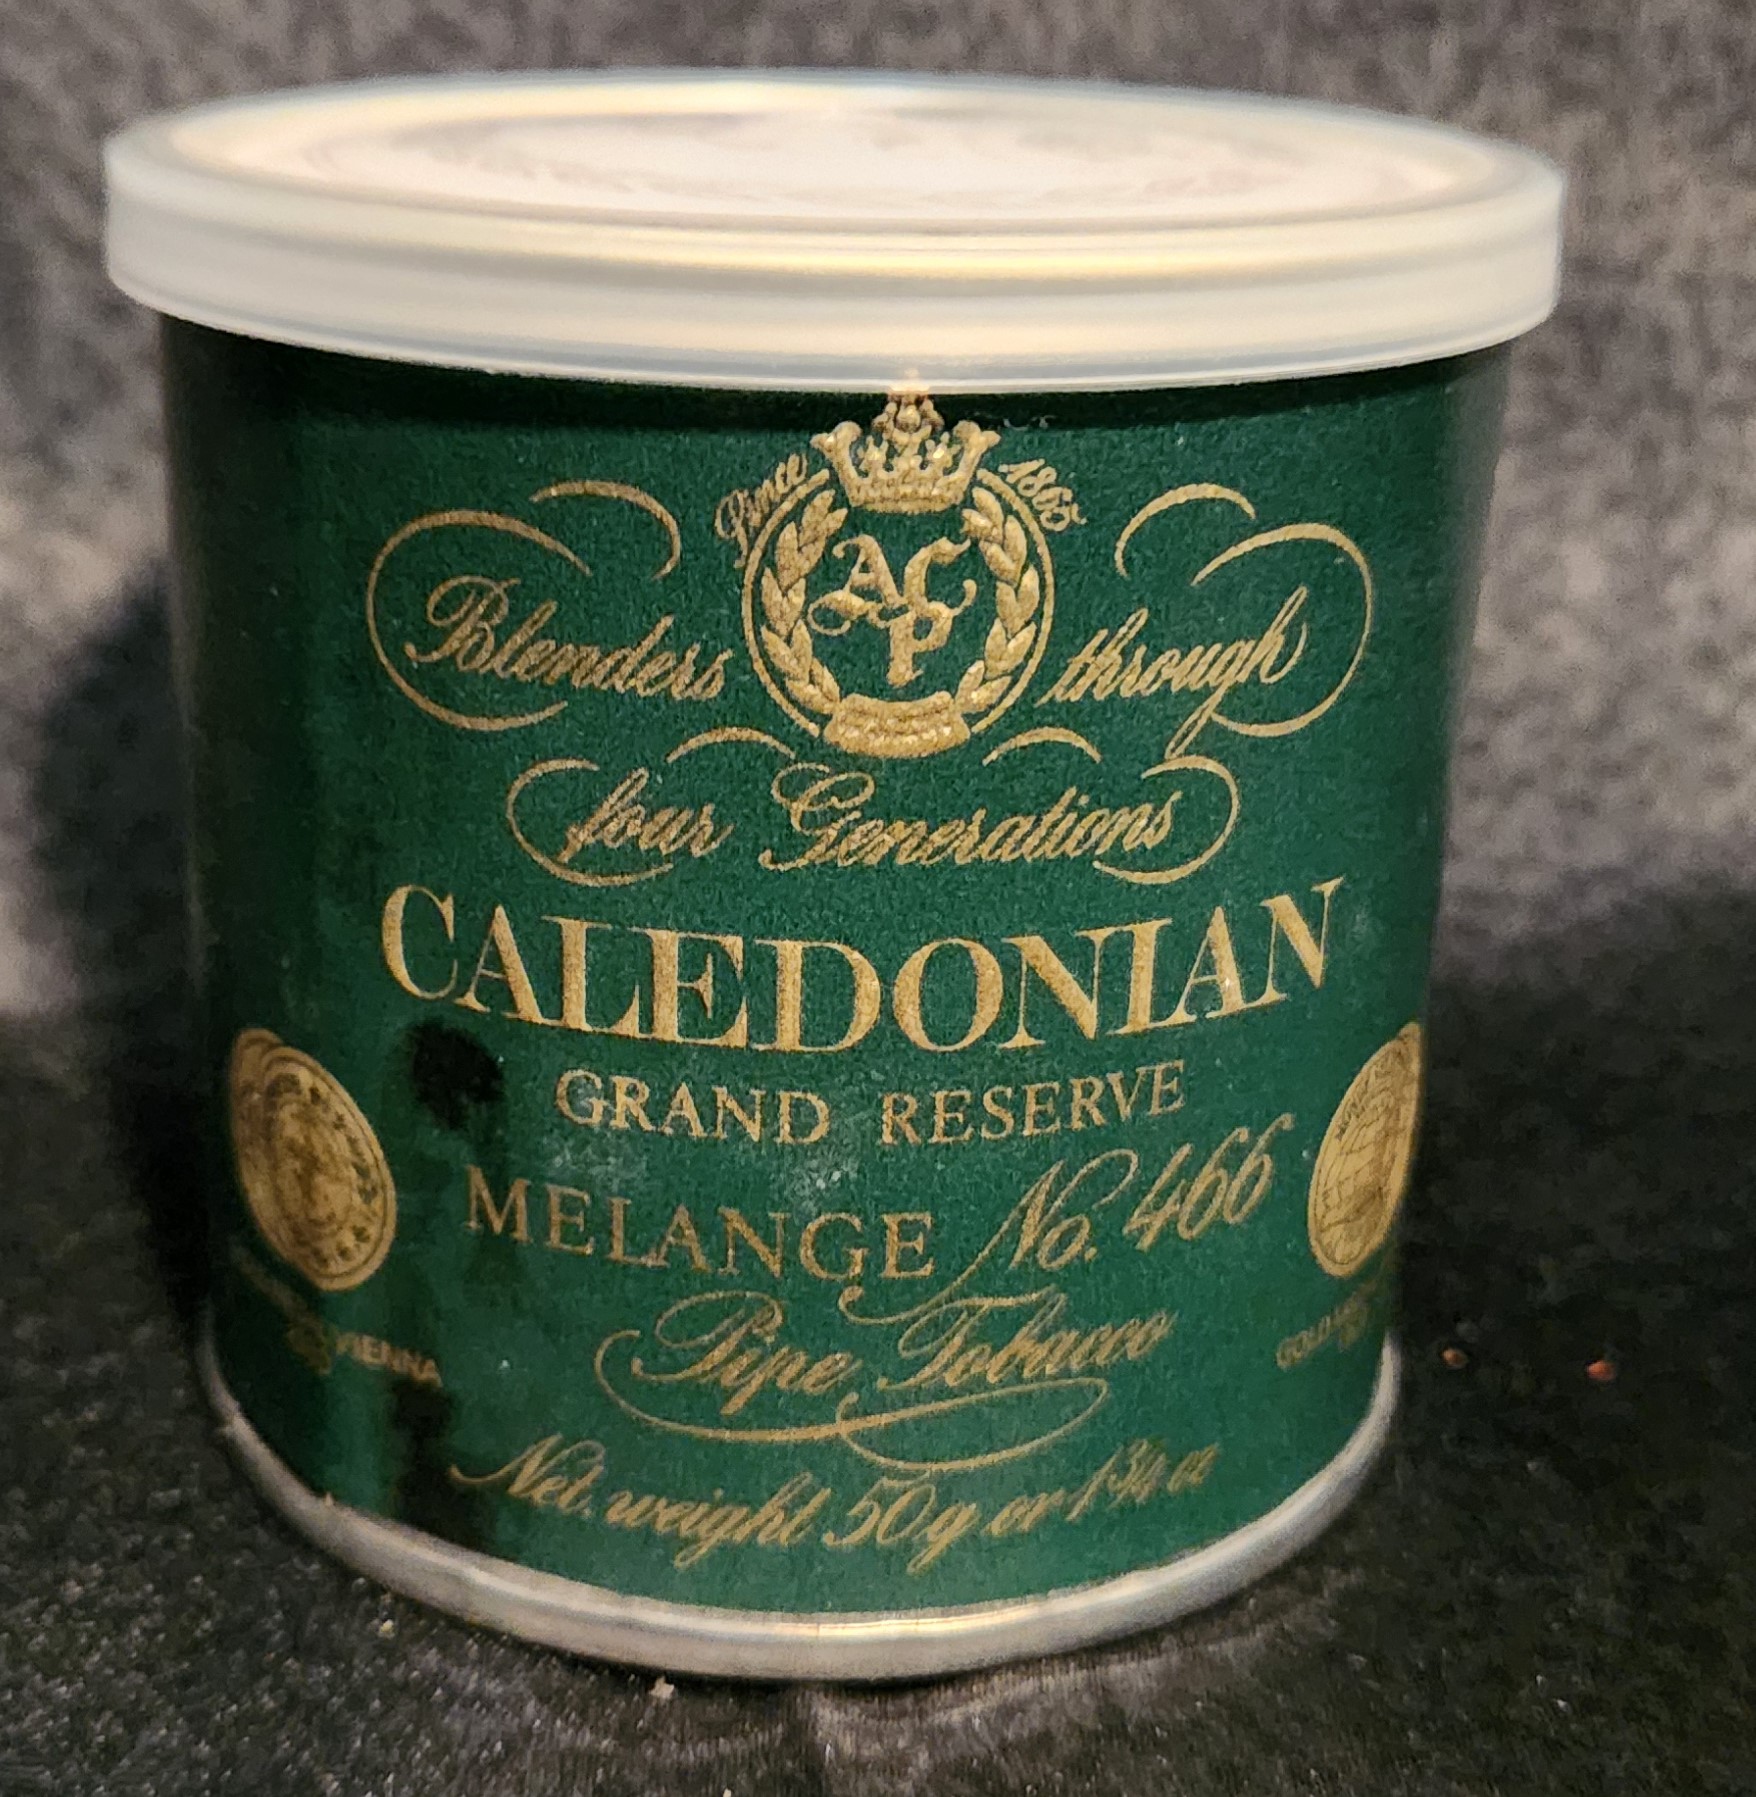 Since 1865
ACP
Blenders through
four Generations
CALEDONIAN
GRAND RESERVE
MELANGE No. 466
Pipe Tobacco
VIENNA
GOLD
Net. weight 50g or 1¾ oz